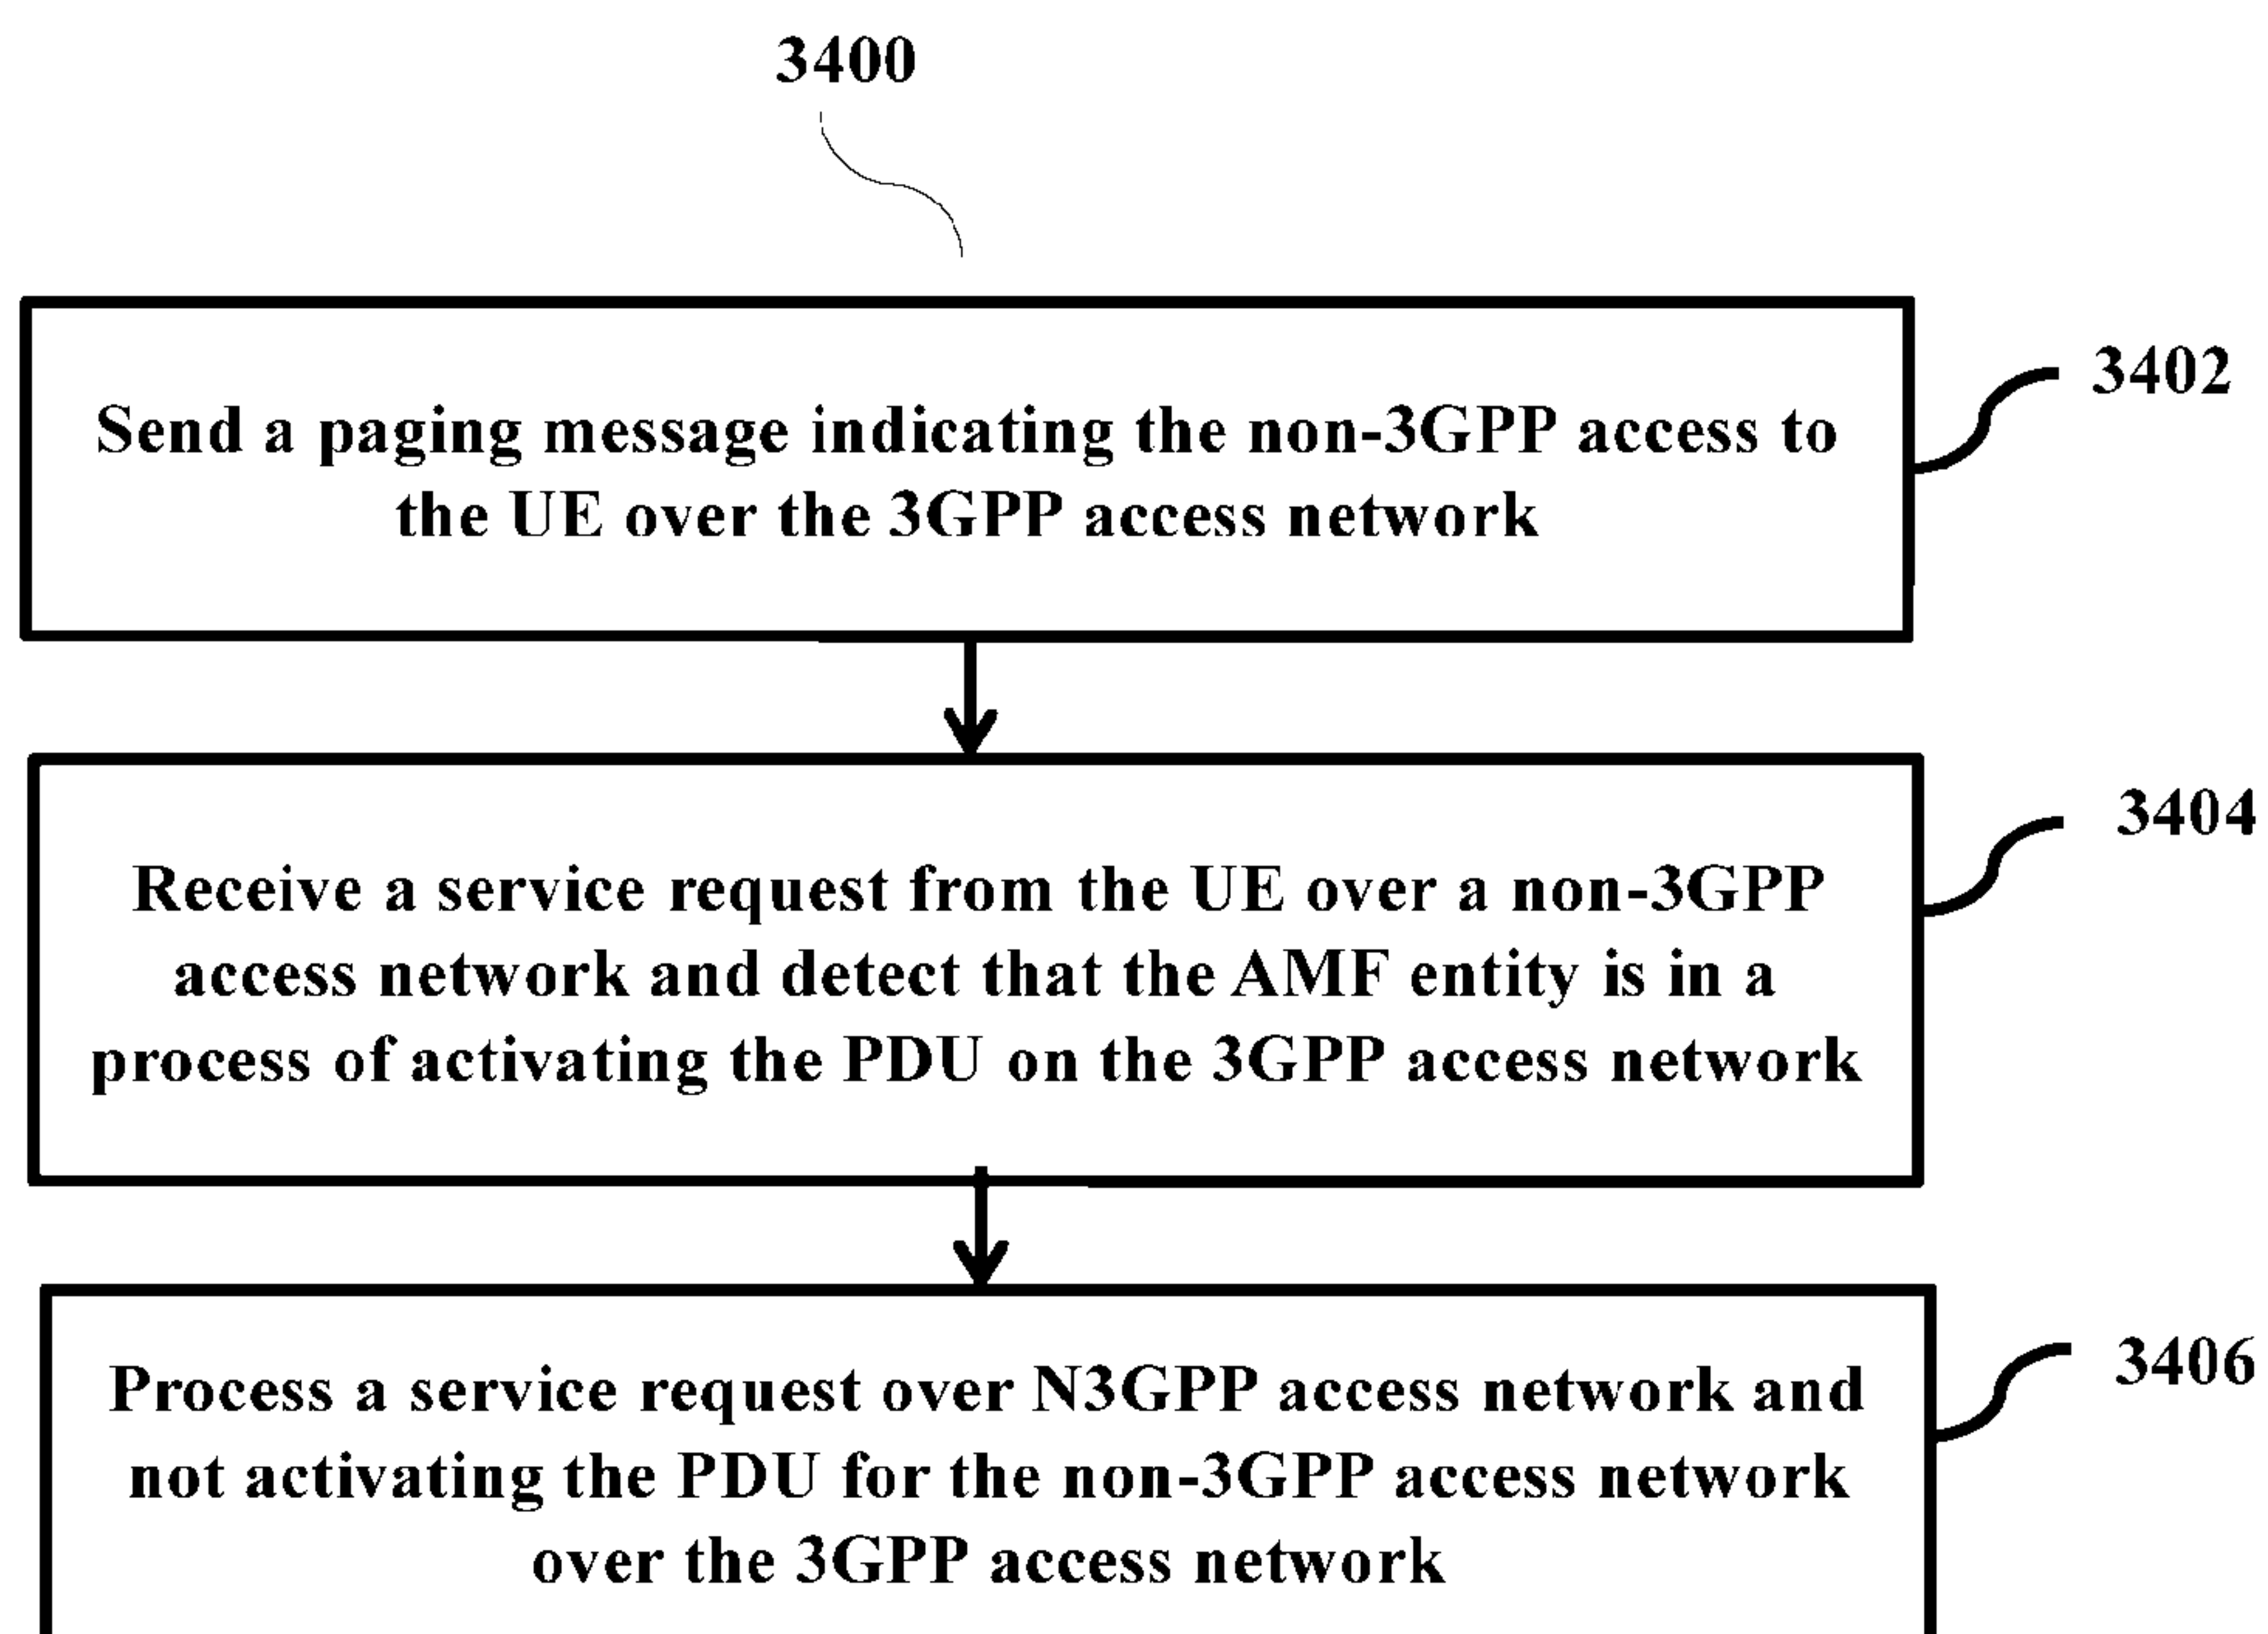 3400
Send a paging message indicating the non-3GPP access to
the UE over the 3GPP access network
3402
Receive a service request from the UE over a non-3GPP
access network and detect that the AMF entity is in a
process of activating the PDU on the 3GPP access network
3404
Process a service request over N3GPP access network and
not activating the PDU for the non-3GPP access network
over the 3GPP access network
3406